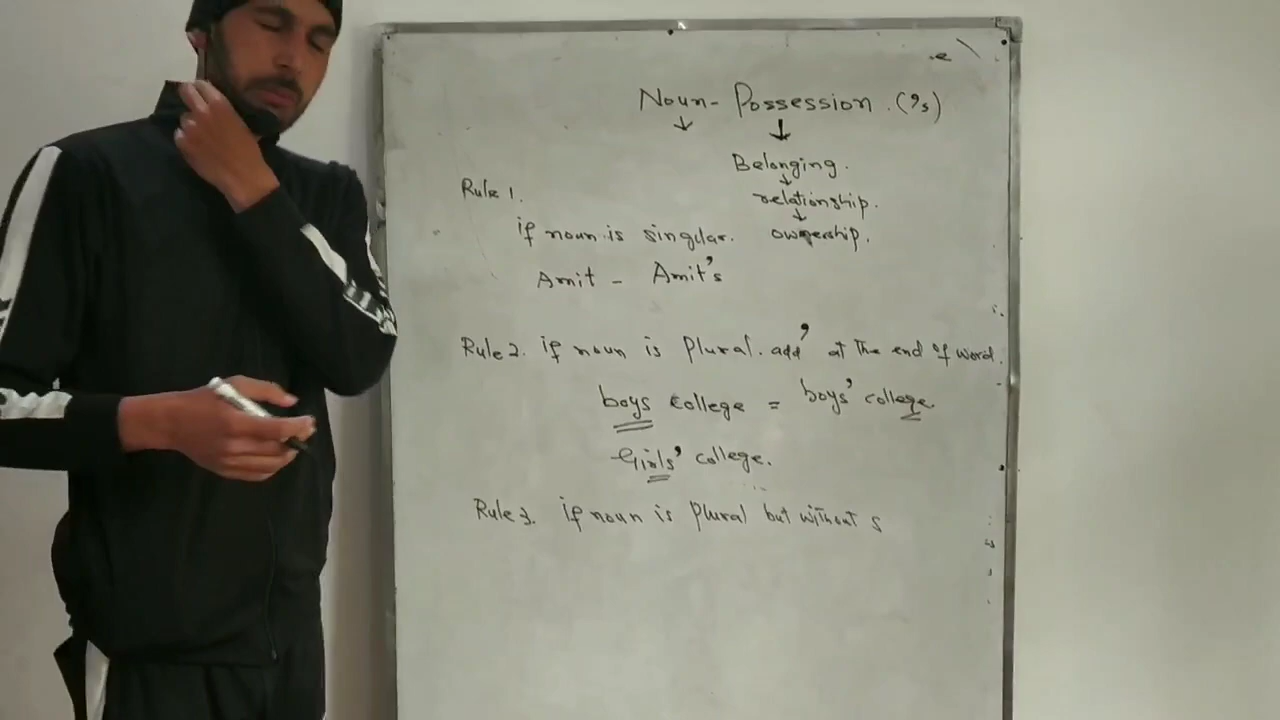 Noun - Possession. ('s)
Belonging.
relationship.
ownership.
Rule 1.
if noun is singular.
Amit - Amit's
Rule 2. if noun is plural. add ' at the end of word.
boys college = boys' college
Girls' college.
Rule 3. if noun is plural but without s